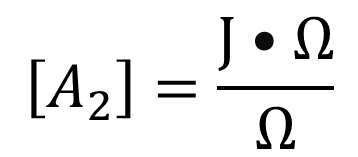 [A₂] = J • Ω / Ω